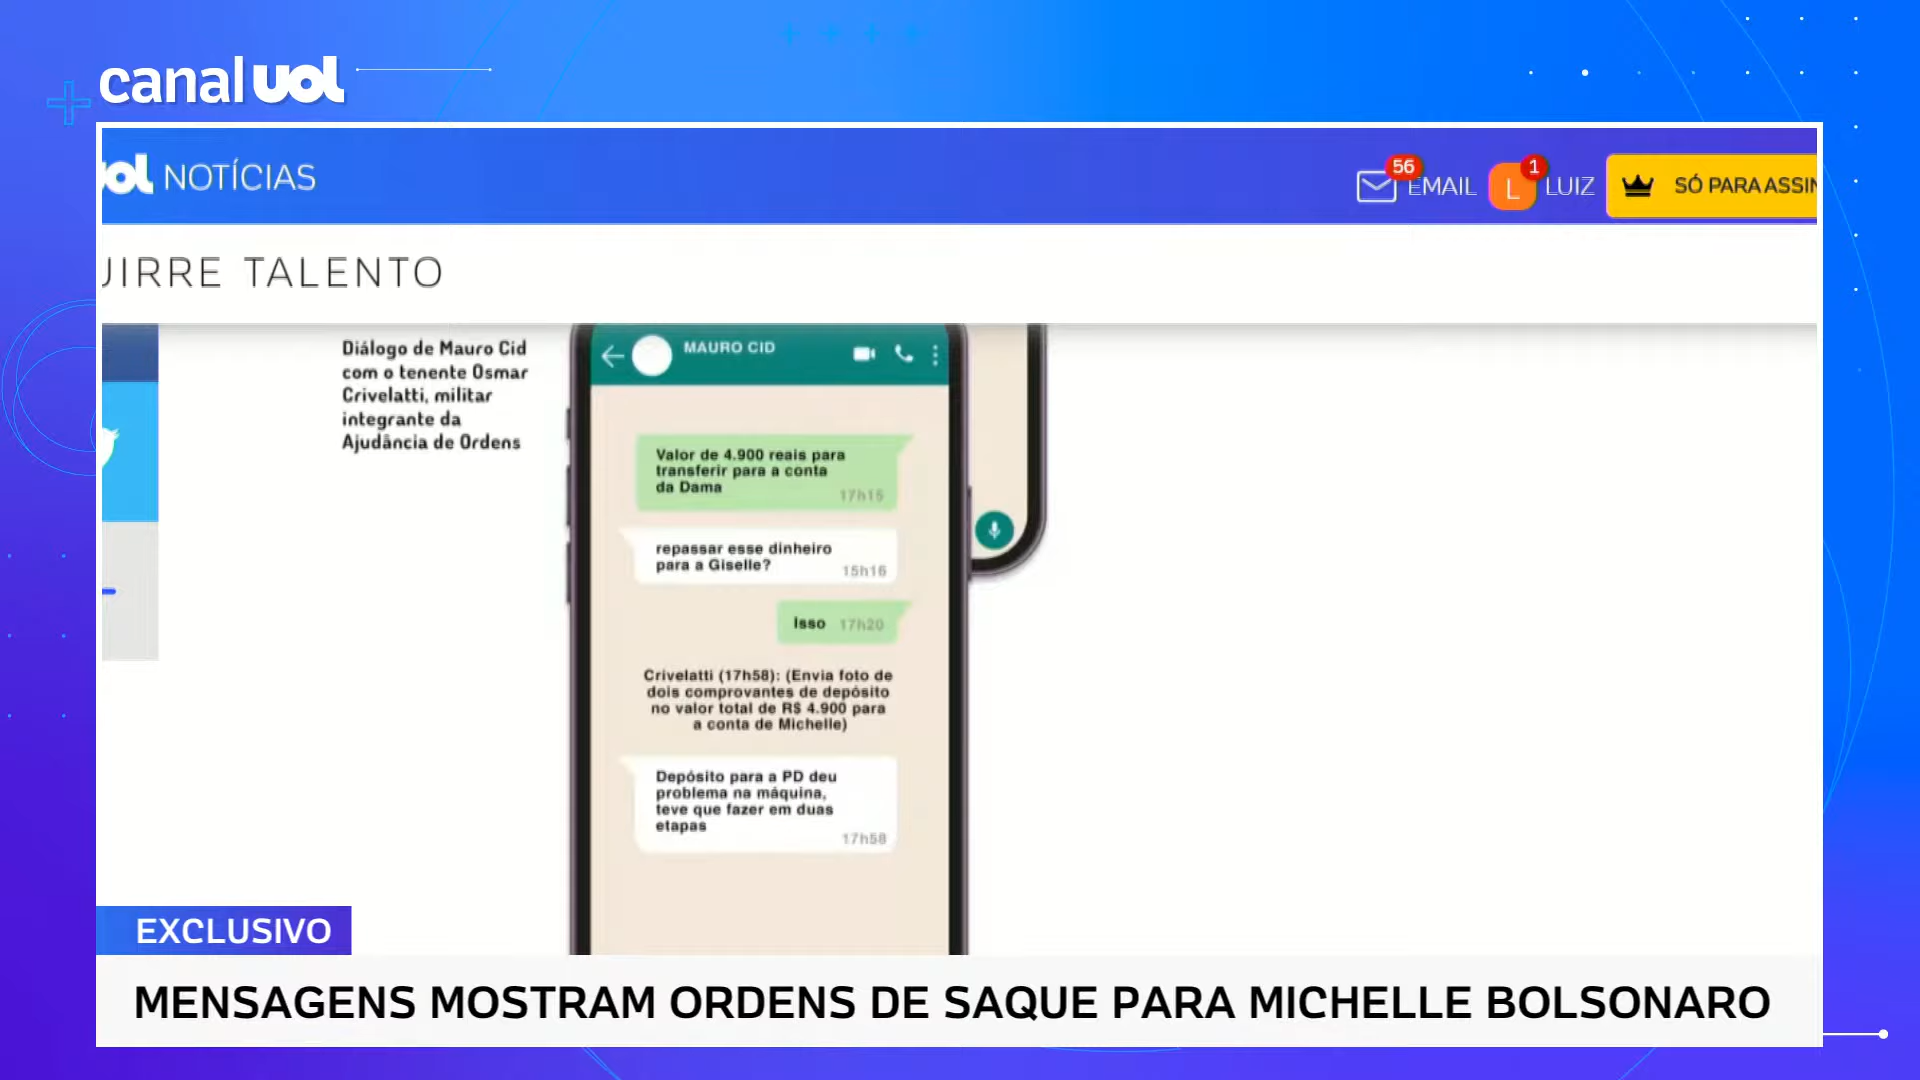 canal uol
uol NOTÍCIAS
56
EMAIL
L
1
LUIZ
SÓ PARA ASSIN
UIRRE TALENTO
Diálogo de Mauro Cid
com o tenente Osmar
Crivelatti, militar
integrante da
Ajudância de Ordens
MAURO CID
Valor de 4.900 reais para
transferir para a conta
da Dama
17h15
repassar esse dinheiro
para a Giselle?
15h16
Isso 17h20
Crivelatti (17h58): (Envia foto de
dois comprovantes de depósito
no valor total de R$ 4.900 para
a conta de Michelle)
Depósito para a PD deu
problema na máquina,
teve que fazer em duas
etapas
17h58
EXCLUSIVO
MENSAGENS MOSTRAM ORDENS DE SAQUE PARA MICHELLE BOLSONARO